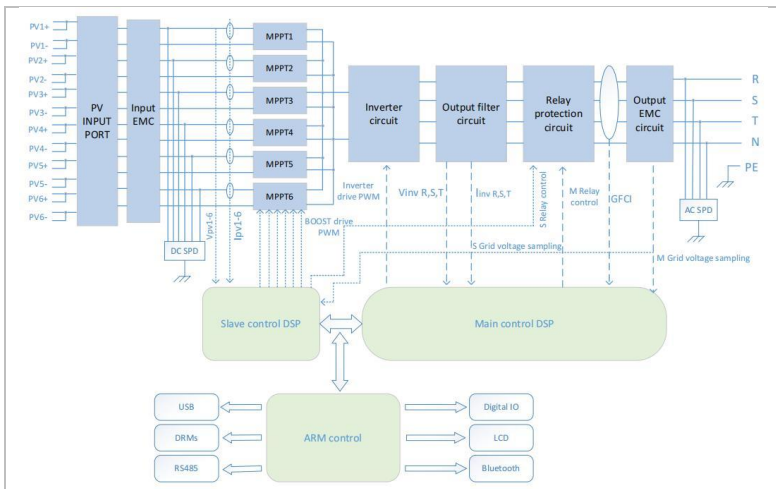 PV1+
PV1-
PV2+
PV2-
PV3+
PV3-
PV4+
PV4-
PV5+
PV5-
PV6+
PV6-
PV
INPUT
PORT
Input
EMC
MPPT1
MPPT2
MPPT3
MPPT4
MPPT5
MPPT6
Inverter
circuit
Output filter
circuit
Relay
protection
circuit
Output
EMC
circuit
R
S
T
N
PE
AC SPD
DC SPD
Vpv1-6
Ipv1-6
BOOST drive
PWM
Inverter
drive PWM
Vinv R,S,T
Iinv R,S,T
S Relay control
M Relay
control
IGFCI
S Grid voltage sampling
M Grid voltage sampling
Slave control DSP
Main control DSP
ARM control
USB
DRMs
RS485
Digital IO
LCD
Bluetooth